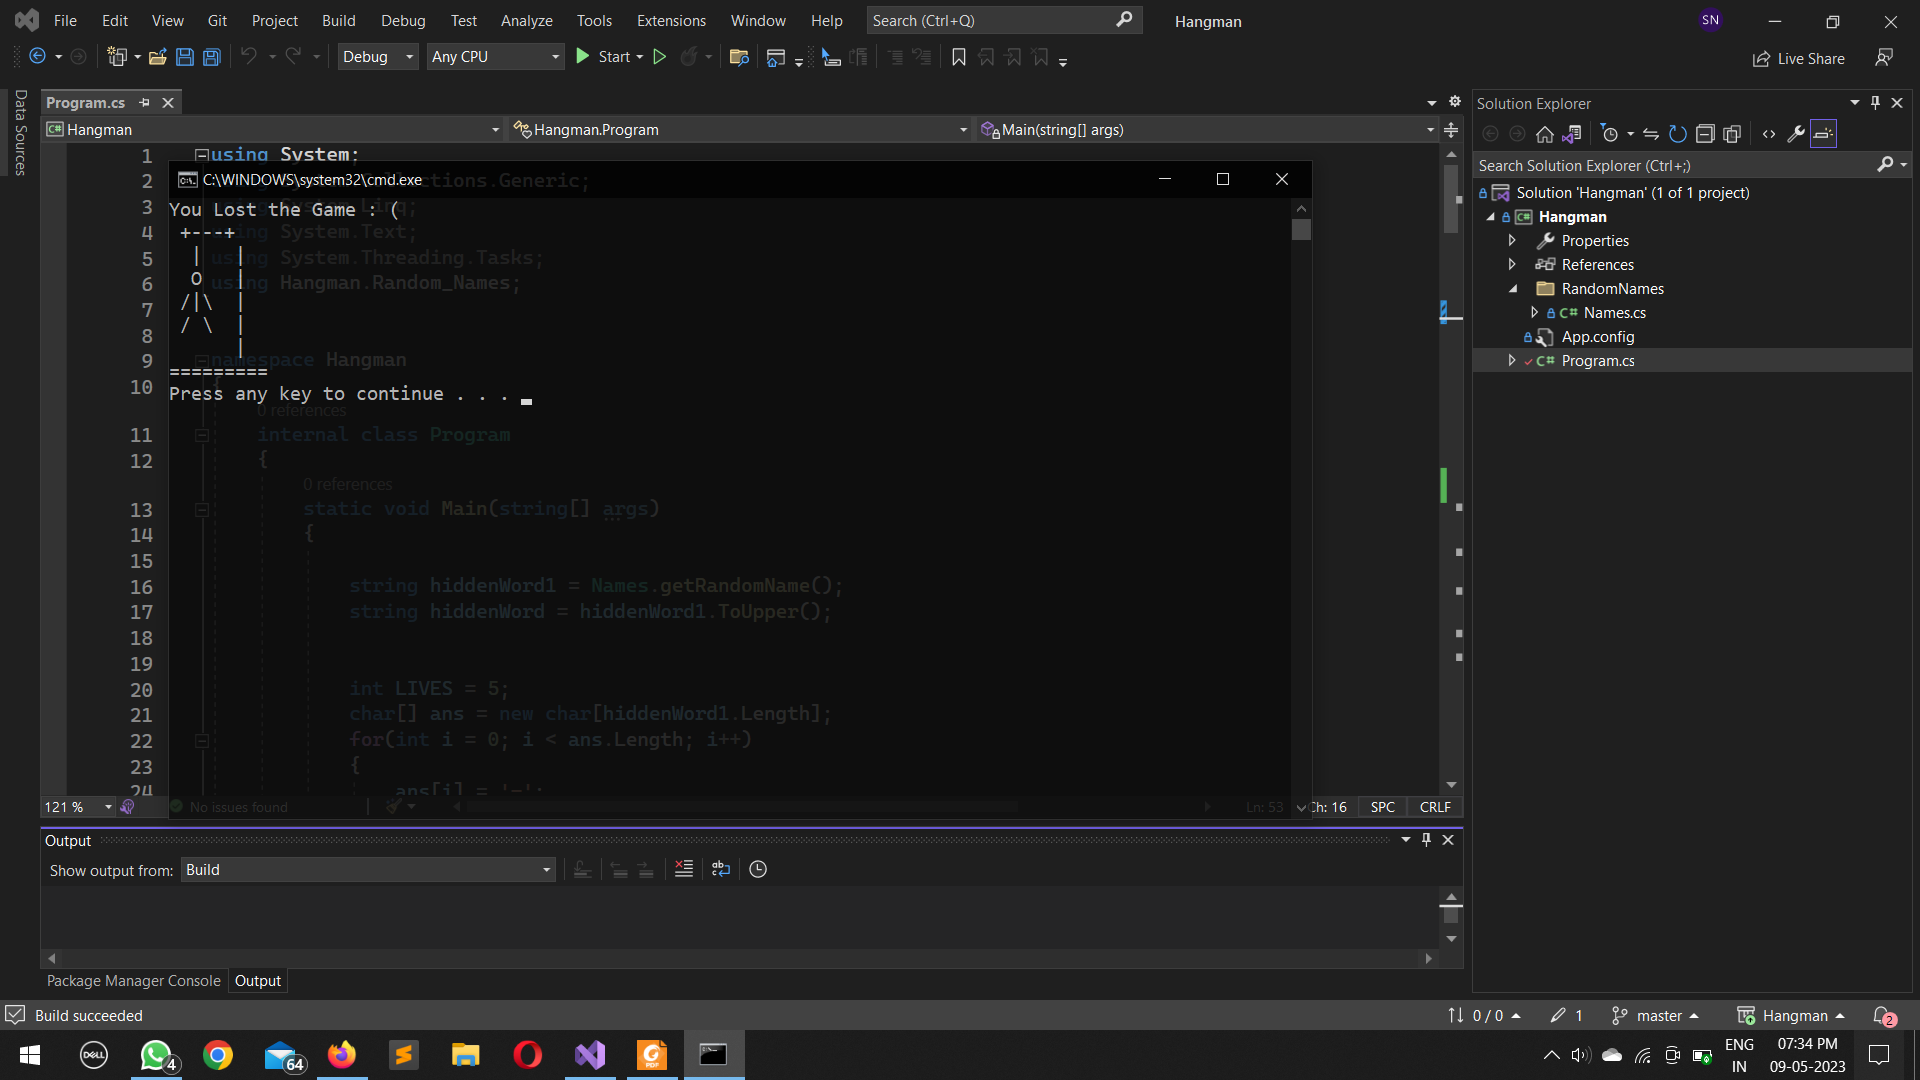 File Edit View Git Project Build Debug Test Analyze Tools Extensions Window Help Search (Ctrl+Q) Hangman SN
Debug Any CPU Start Live Share
Data Sources
Program.cs
Hangman Hangman.Program Main(string[] args)
1 using System;
2
3
4 using System.Text;
5 using System.Threading.Tasks;
6 using Hangman.Random_Names;
7
8
9 namespace Hangman
10 {
0 references
11 internal class Program
12 {
0 references
13 static void Main(string[] args)
14 {
15
16 string hiddenWord1 = Names.getRandomName();
17 string hiddenWord = hiddenWord1.ToUpper();
18
19
20 int LIVES = 5;
21 char[] ans = new char[hiddenWord1.Length];
22 for(int i = 0; i < ans.Length; i++)
23 {
24 ans[i] = '-';
C:\WINDOWS\system32\cmd.exe
You Lost the Game : (
 +---+
  |   |
  O   |
 /|\  |
 / \  |
      |
=========
Press any key to continue . . .
121 % No issues found Ln: 53 Ch: 16 SPC CRLF
Output
Show output from: Build
Package Manager Console Output
Solution Explorer
Search Solution Explorer (Ctrl+;)
Solution 'Hangman' (1 of 1 project)
Hangman
Properties
References
RandomNames
C# Names.cs
App.config
C# Program.cs
Build succeeded 0 / 0 1 master Hangman 2
DELL 4 64 PDF ENG IN 07:34 PM 09-05-2023